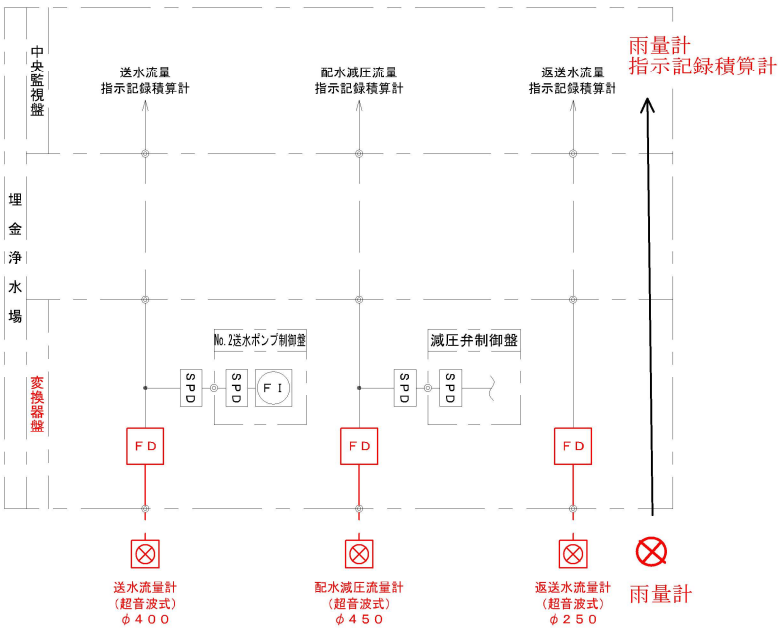 中央監視盤
送水流量
指示記録積算計
配水減圧流量
指示記録積算計
返送水流量
指示記録積算計
雨量計
指示記録積算計
埋金浄水場
No.2送水ポンプ制御盤
減圧弁制御盤
変換器盤
SPD
SPD
FI
SPD
SPD
FD
FD
FD
送水流量計
(超音波式)
φ400
配水減圧流量計
(超音波式)
φ450
返送水流量計
(超音波式)
φ250
雨量計